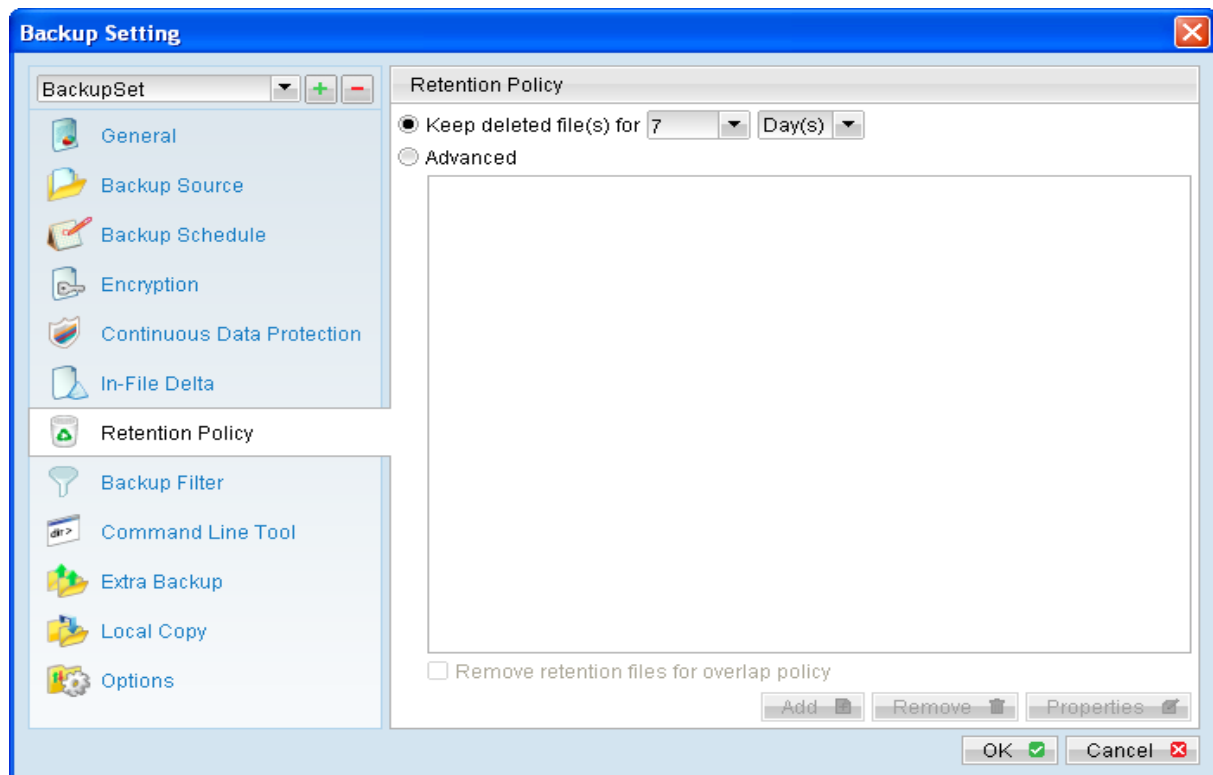 Backup Setting
BackupSet
General
Backup Source
Backup Schedule
Encryption
Continuous Data Protection
In-File Delta
Retention Policy
Backup Filter
dir>
Command Line Tool
Extra Backup
Local Copy
Options
Retention Policy
Keep deleted file(s) for 7 Day(s)
Advanced
Remove retention files for overlap policy
Add Remove Properties
OK Cancel